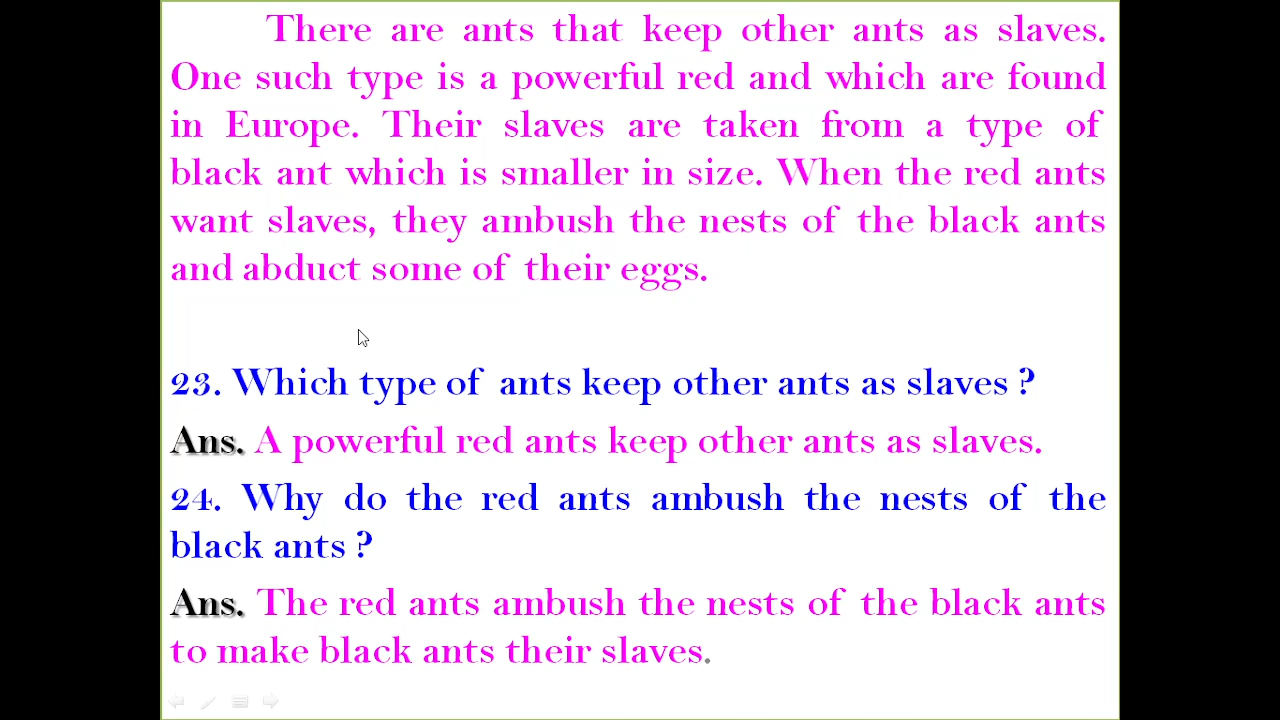 There are ants that keep other ants as slaves.
One such type is a powerful red and which are found
in Europe. Their slaves are taken from a type of
black ant which is smaller in size. When the red ants
want slaves, they ambush the nests of the black ants
and abduct some of their eggs.
23. Which type of ants keep other ants as slaves ?
Ans. A powerful red ants keep other ants as slaves.
24. Why do the red ants ambush the nests of the
black ants ?
Ans. The red ants ambush the nests of the black ants
to make black ants their slaves.